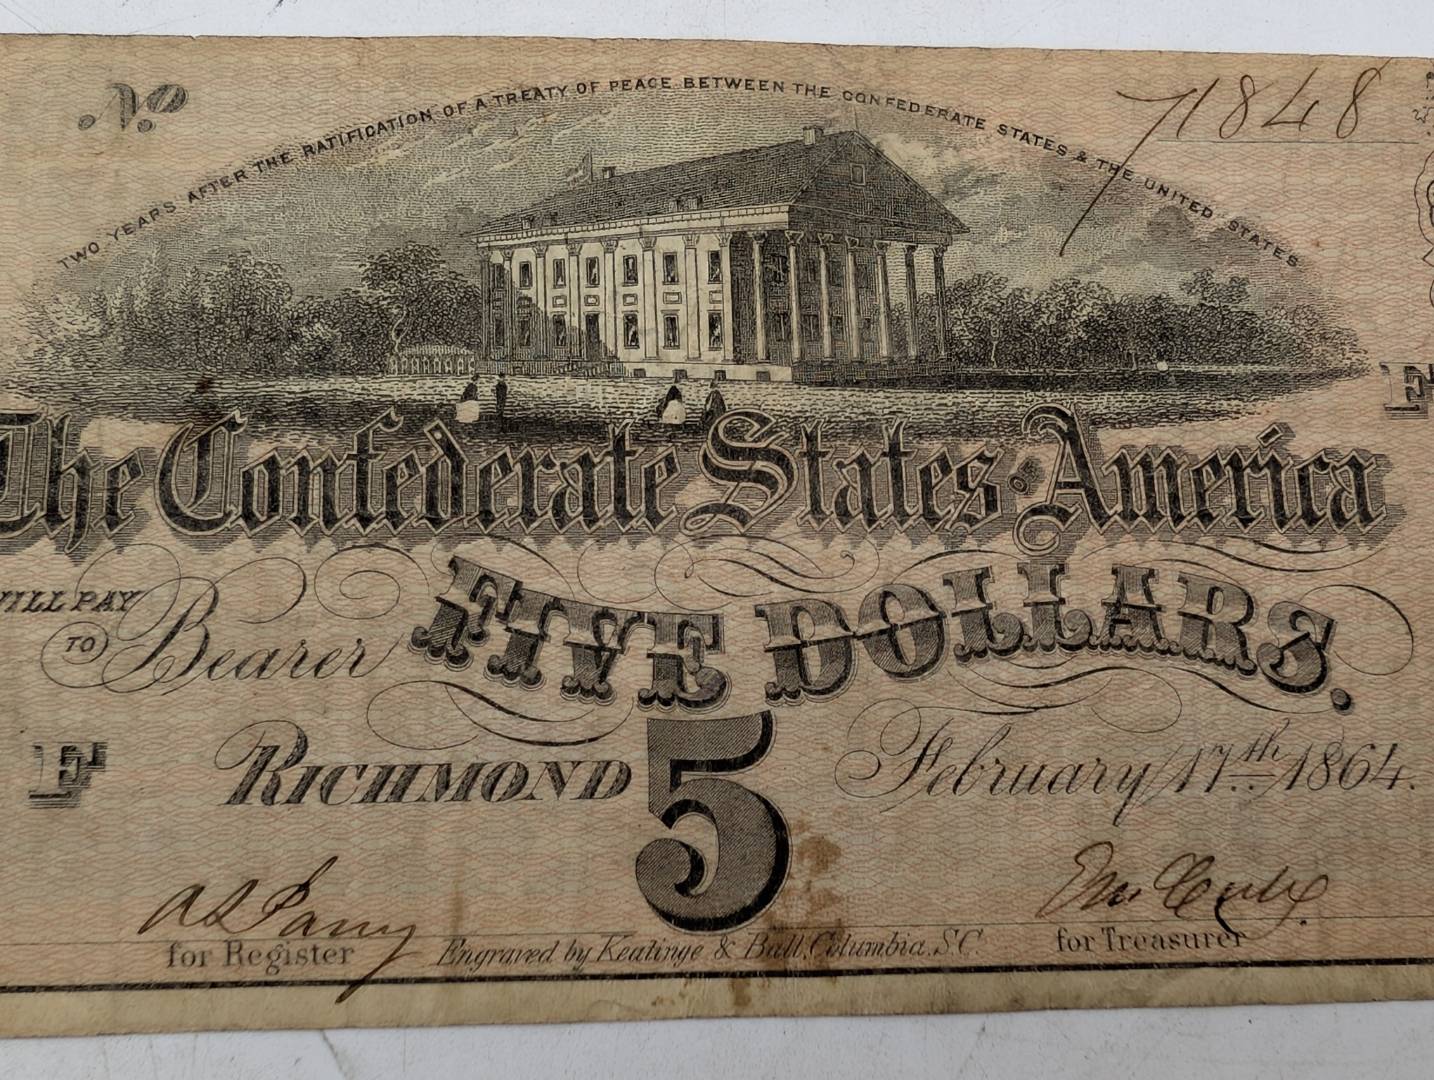 No 71848
TWO YEARS AFTER THE RATIFICATION OF A TREATY OF PEACE BETWEEN THE CONFEDERATE STATES & THE UNITED STATES
F
The Confederate States of America
WILL PAY
TO Bearer FIVE DOLLARS.
F RICHMOND 5 February 17th 1864.
for Register Engraved by Keatinge & Ball, Columbia, S.C. for Treasurer